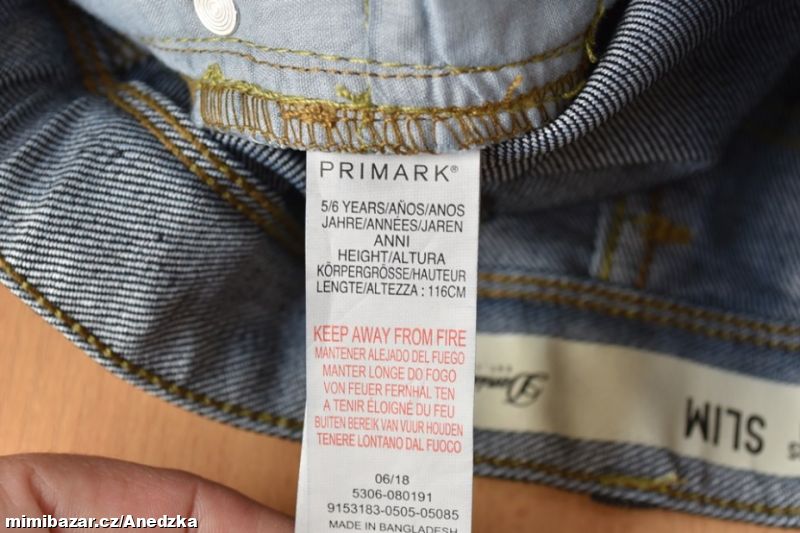 PRIMARK®
5/6 YEARS/AÑOS/ANOS
JAHRE/ANNÉES/JAREN
ANNI
HEIGHT/ALTURA
KÖRPERGRÖSSE/HAUTEUR
LENGTE/ALTEZZA : 116CM
KEEP AWAY FROM FIRE
MANTENER ALEJADO DEL FUEGO
MANTER LONGE DO FOGO
VON FEUER FERNHAL TEN
A TENIR ÉLOIGNÉ DU FEU
BUITEN BEREIK VAN VUUR HOUDEN
TENERE LONTANO DAL FUOCO
06/18
5306-080191
9153183-0505-05085
MADE IN BANGLADESH
SLIM
mimibazar.cz/Anedzka